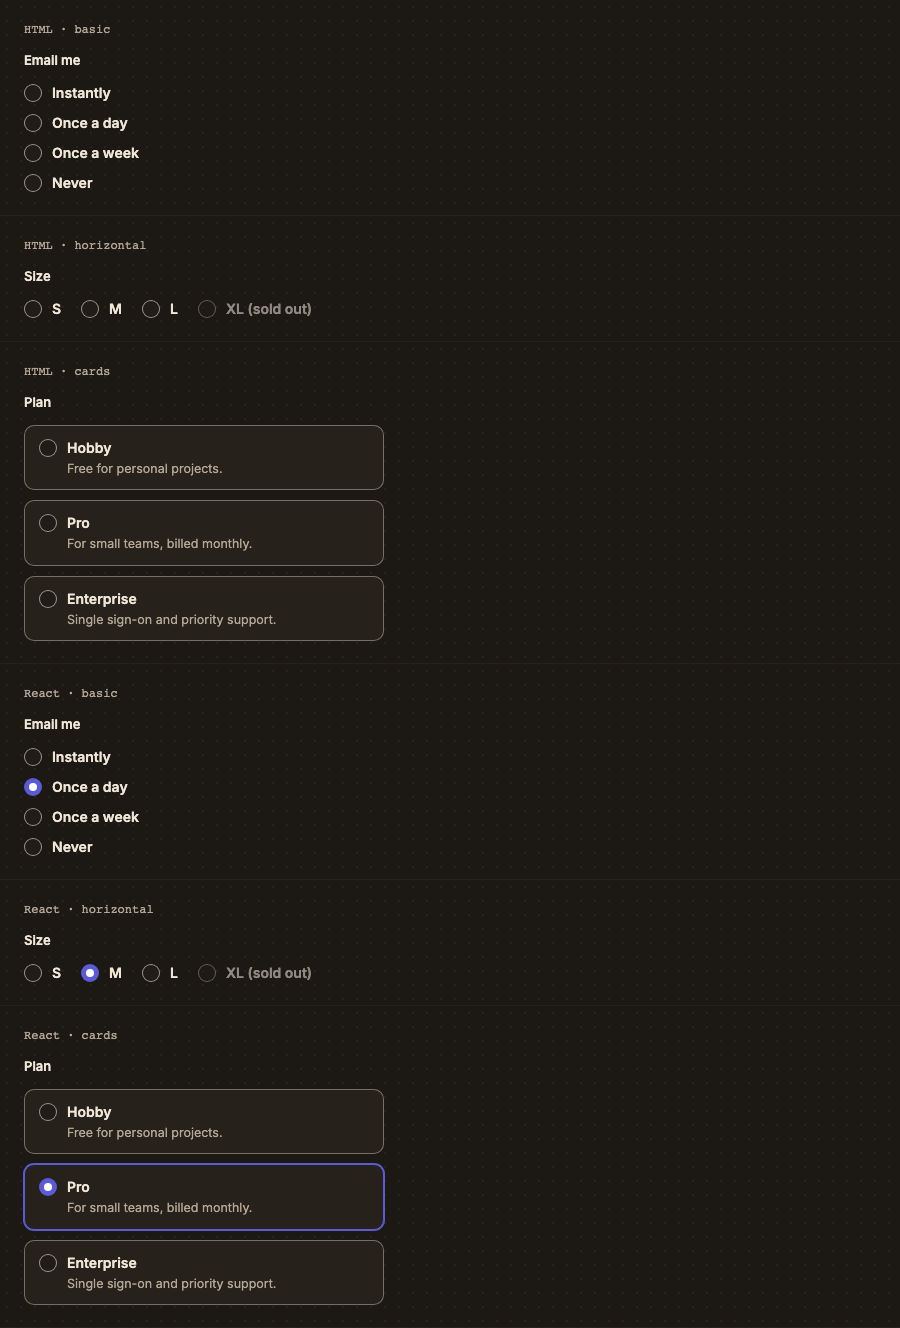 HTML · basic
Email me
Instantly
Once a day
Once a week
Never
HTML · horizontal
Size
S M L XL (sold out)
HTML · cards
Plan
Hobby
Free for personal projects.
Pro
For small teams, billed monthly.
Enterprise
Single sign-on and priority support.
React · basic
Email me
Instantly
Once a day
Once a week
Never
React · horizontal
Size
S M L XL (sold out)
React · cards
Plan
Hobby
Free for personal projects.
Pro
For small teams, billed monthly.
Enterprise
Single sign-on and priority support.